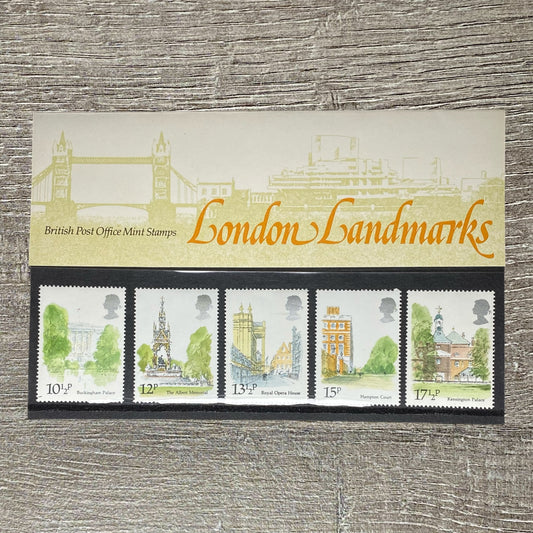 British Post Office Mint Stamps
London Landmarks
10½P
Buckingham Palace
12P
The Albert Memorial
13½P
Royal Opera House
15P
Hampton Court
17½P
Kensington Palace